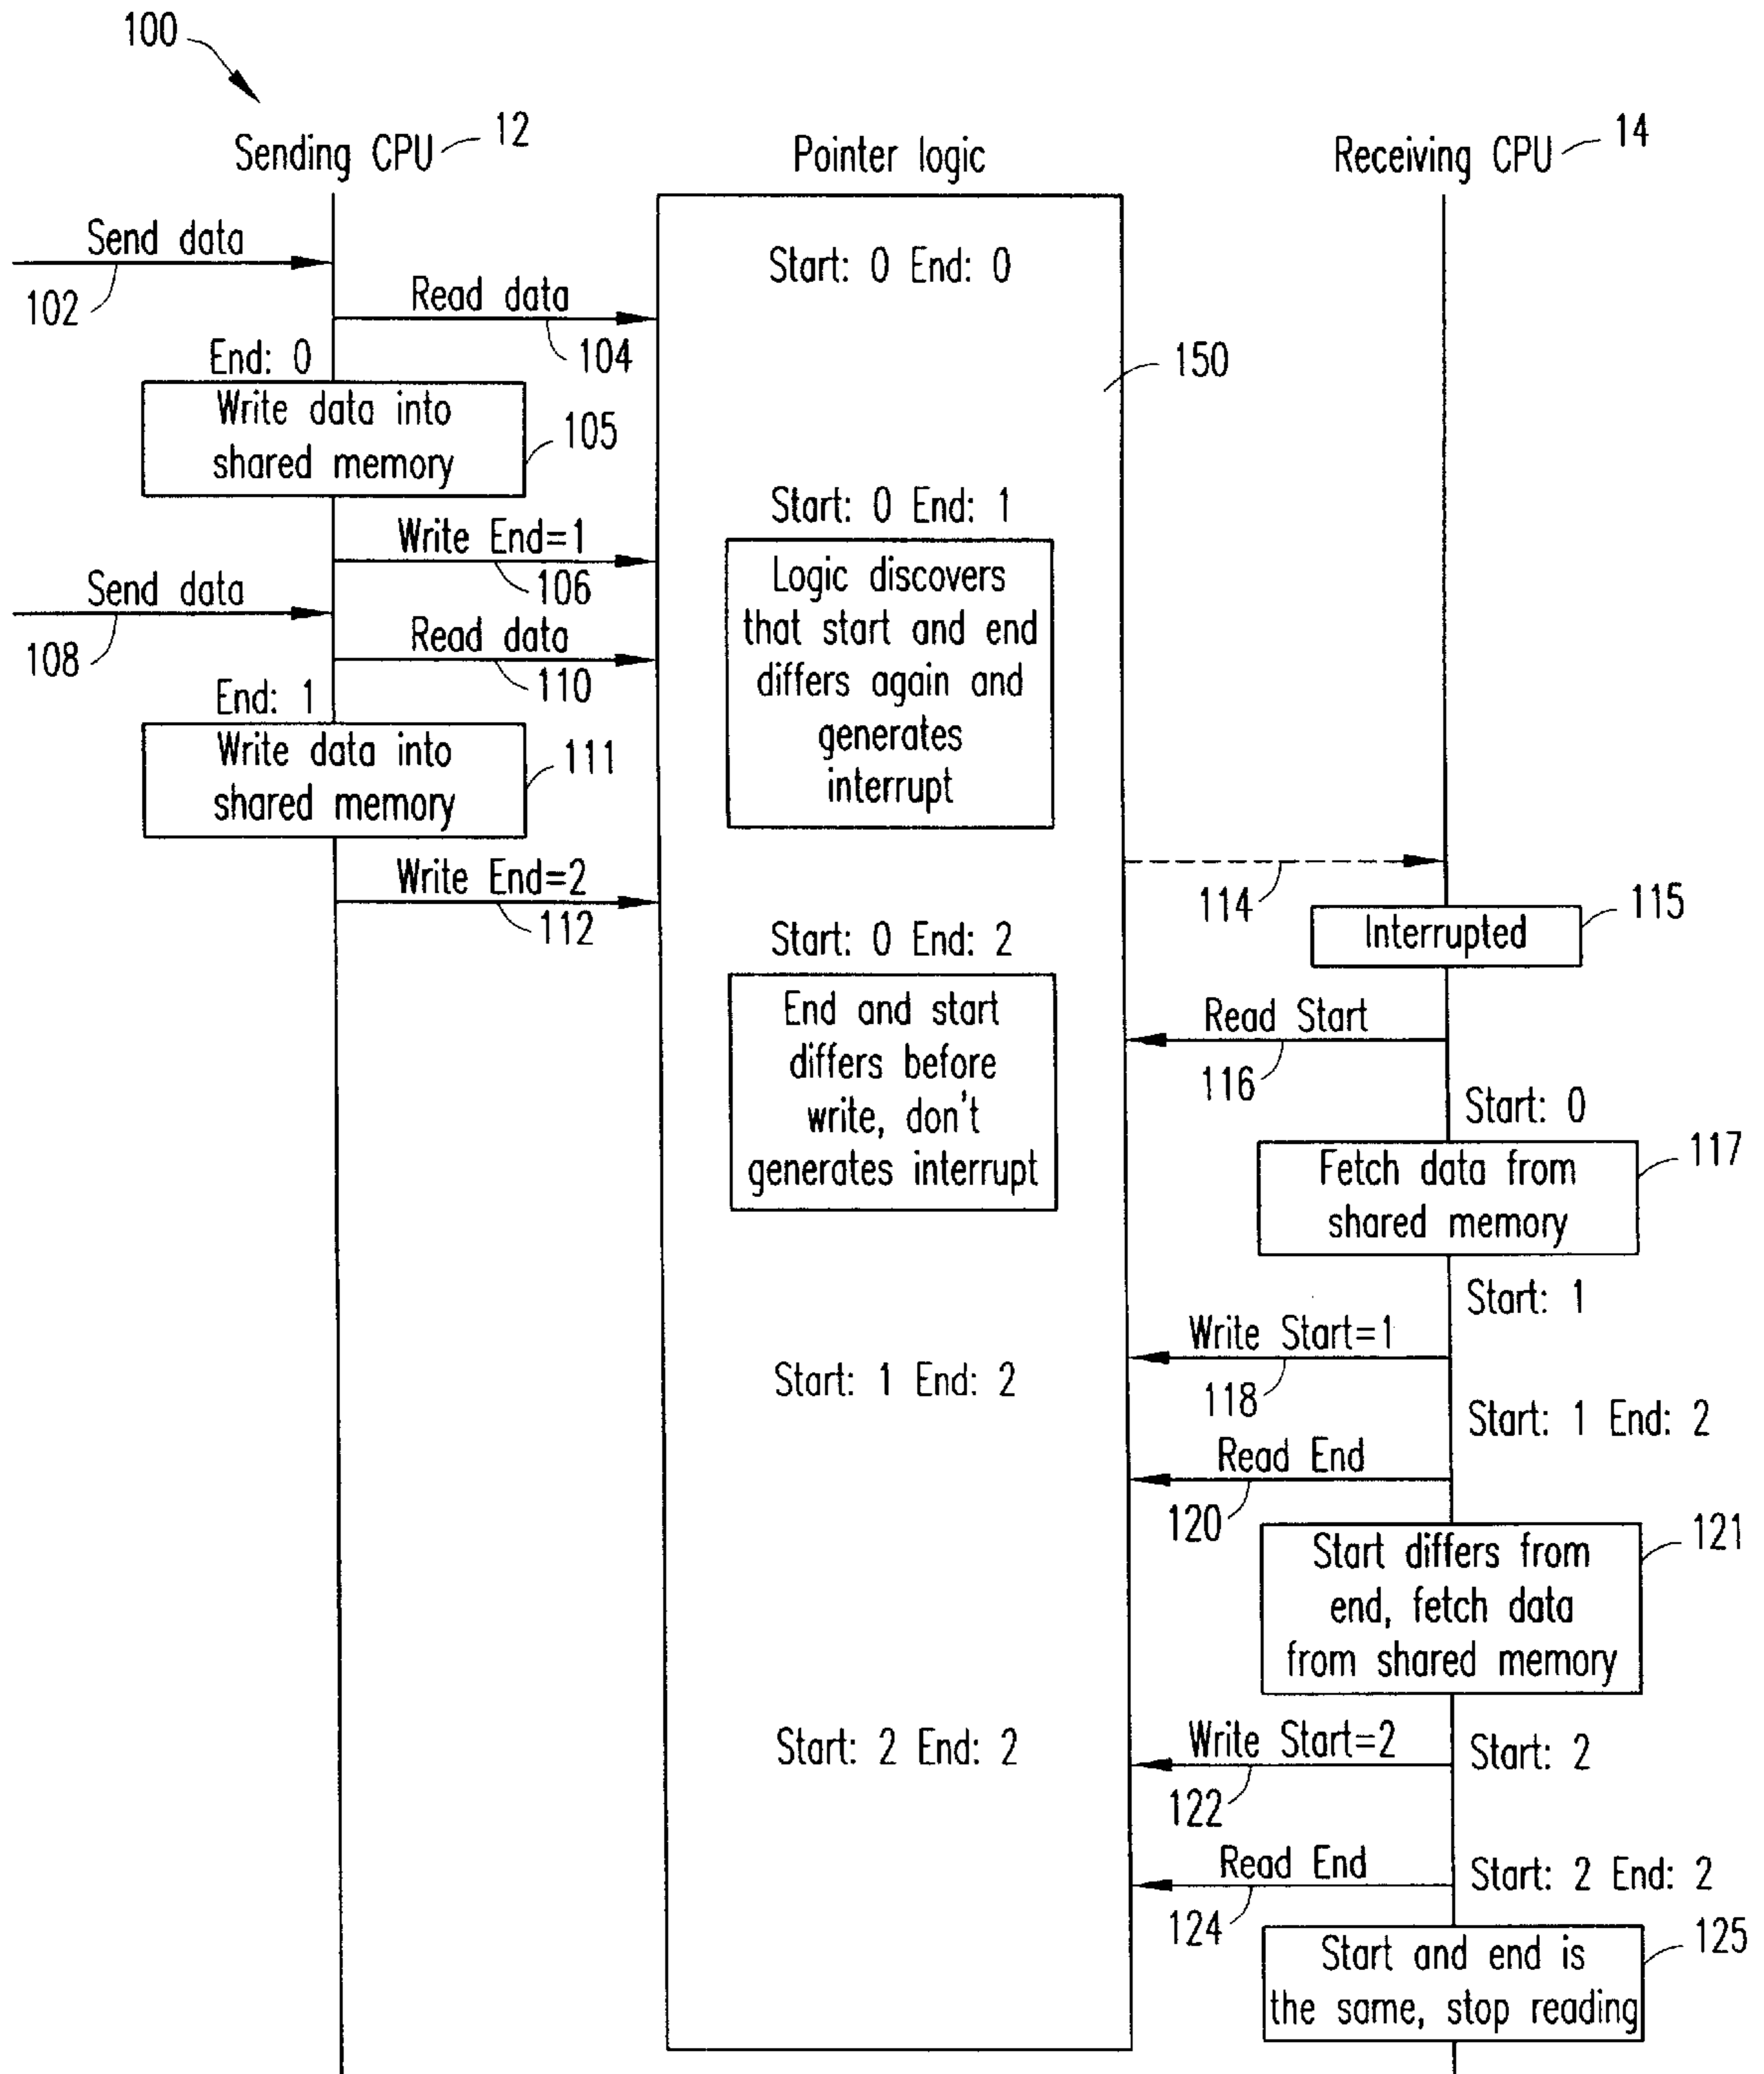 100
Sending CPU 12
Pointer logic
Receiving CPU 14
Send data
102
Start: 0 End: 0
Read data
104
150
End: 0
Write data into
shared memory
105
Start: 0 End: 1
Write End=1
106
Logic discovers
that start and end
differs again and
generates
interrupt
Send data
108
Read data
110
End: 1
Write data into
shared memory
111
114
Write End=2
112
115
Interrupted
Start: 0 End: 2
End and start
differs before
write, don't
generates interrupt
Read Start
116
Start: 0
Fetch data from
shared memory
117
Start: 1
Write Start=1
118
Start: 1 End: 2
Start: 1 End: 2
Read End
120
Start differs from
end, fetch data
from shared memory
121
Start: 2 End: 2
Write Start=2
122
Start: 2
Read End
124
Start: 2 End: 2
Start and end is
the same, stop reading
125